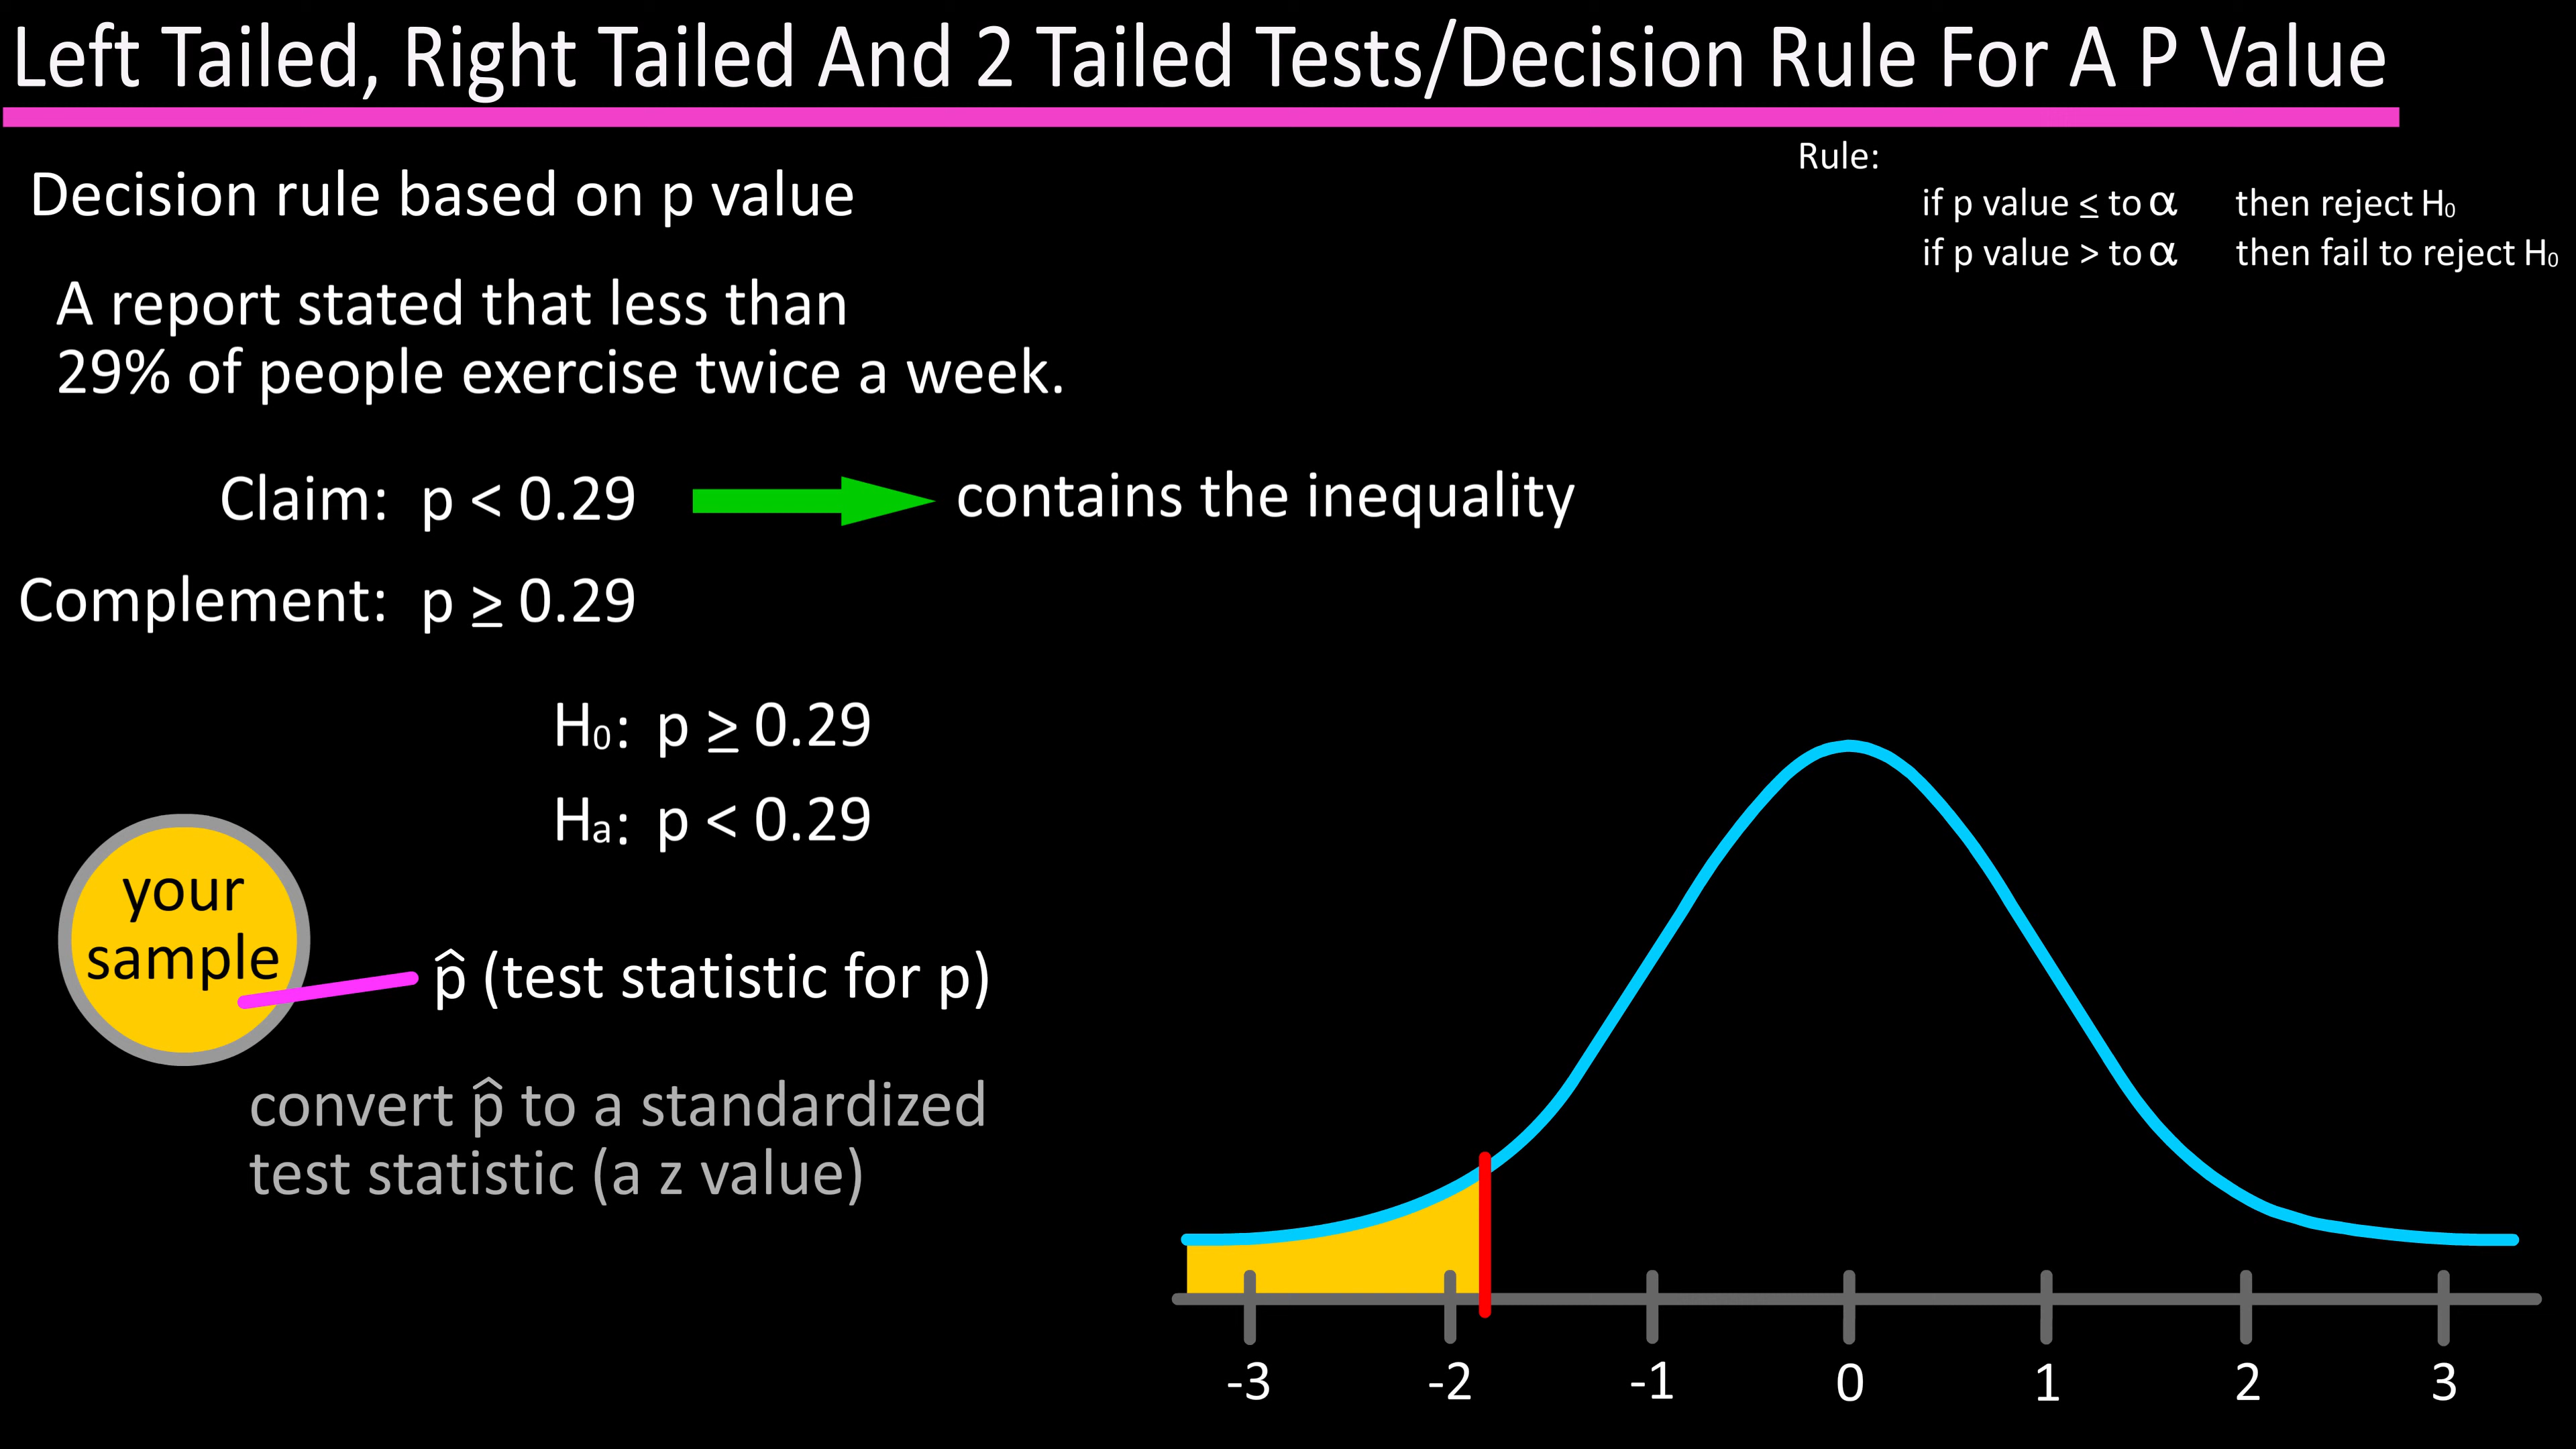 Left Tailed, Right Tailed And 2 Tailed Tests/Decision Rule For A P Value
Decision rule based on p value
Rule:
if p value ≤ to α then reject H₀
if p value > to α then fail to reject H₀
A report stated that less than
29% of people exercise twice a week.
Claim: p < 0.29 contains the inequality
Complement: p ≥ 0.29
H₀: p ≥ 0.29
Hₐ: p < 0.29
your
sample
p̂ (test statistic for p)
convert p̂ to a standardized
test statistic (a z value)
-3 -2 -1 0 1 2 3